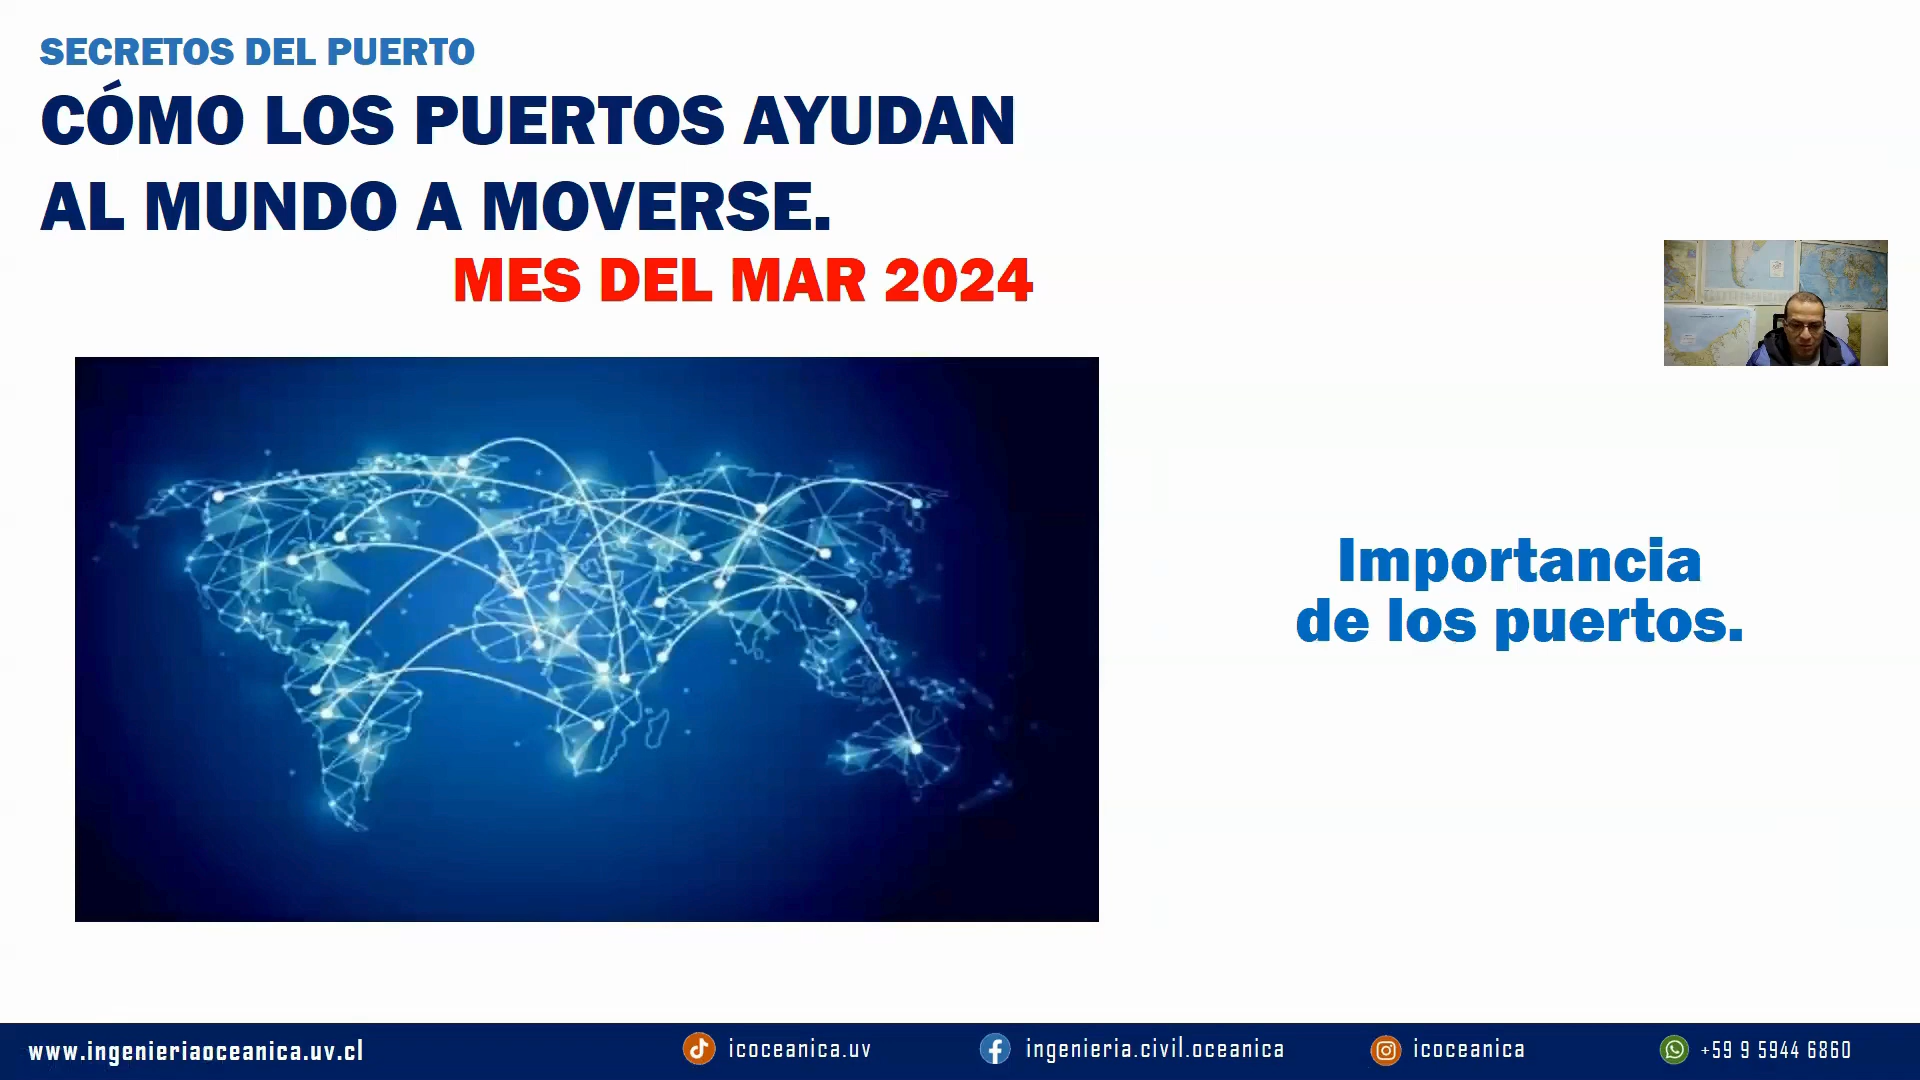 SECRETOS DEL PUERTO
CÓMO LOS PUERTOS AYUDAN
AL MUNDO A MOVERSE.
MES DEL MAR 2024
Importancia
de los puertos.
www.ingenieriaoceanica.uv.cl
icoceanica.uv
ingenieria.civil.oceanica
icoceanica
+59 9 5944 6860